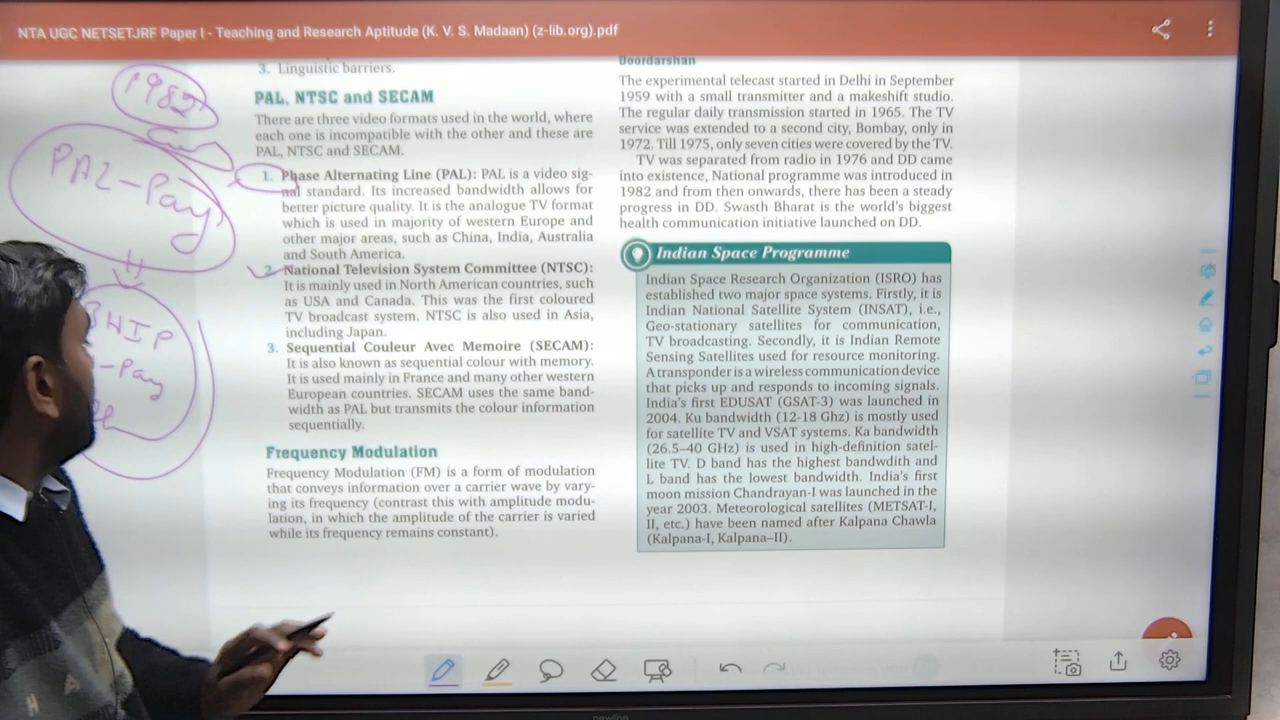 NTA UGC NETSETJRF Paper I - Teaching and Research Aptitude (K. V. S. Madaan) (z-lib.org).pdf
1982
PAL-Pay
BHIP
-Pay
3. Linguistic barriers.
PAL, NTSC and SECAM
There are three video formats used in the world, where
each one is incompatible with the other and these are
PAL, NTSC and SECAM.
1. Phase Alternating Line (PAL): PAL is a video sig-
nal standard. Its increased bandwidth allows for
better picture quality. It is the analogue TV format
which is used in majority of western Europe and
other major areas, such as China, India, Australia
and South America.
2. National Television System Committee (NTSC):
It is mainly used in North American countries, such
as USA and Canada. This was the first coloured
TV broadcast system. NTSC is also used in Asia,
including Japan.
3. Sequential Couleur Avec Memoire (SECAM):
It is also known as sequential colour with memory.
It is used mainly in France and many other western
European countries. SECAM uses the same band-
width as PAL but transmits the colour information
sequentially.
Frequency Modulation
Frequency Modulation (FM) is a form of modulation
that conveys information over a carrier wave by vary-
ing its frequency (contrast this with amplitude modu-
lation, in which the amplitude of the carrier is varied
while its frequency remains constant).
Doordarshan
The experimental telecast started in Delhi in September
1959 with a small transmitter and a makeshift studio.
The regular daily transmission started in 1965. The TV
service was extended to a second city, Bombay, only in
1972. Till 1975, only seven cities were covered by the TV.
TV was separated from radio in 1976 and DD came
into existence, National programme was introduced in
1982 and from then onwards, there has been a steady
progress in DD. Swasth Bharat is the world's biggest
health communication initiative launched on DD.
Indian Space Programme
Indian Space Research Organization (ISRO) has
established two major space systems. Firstly, it is
Indian National Satellite System (INSAT), i.e.,
Geo-stationary satellites for communication,
TV broadcasting. Secondly, it is Indian Remote
Sensing Satellites used for resource monitoring.
A transponder is a wireless communication device
that picks up and responds to incoming signals.
India's first EDUSAT (GSAT-3) was launched in
2004. Ku bandwidth (12-18 Ghz) is mostly used
for satellite TV and VSAT systems. Ka bandwidth
(26.5–40 GHz) is used in high-definition satel-
lite TV. D band has the highest bandwdith and
L band has the lowest bandwidth. India's first
moon mission Chandrayan-I was launched in the
year 2003. Meteorological satellites (METSAT-I,
II, etc.) have been named after Kalpana Chawla
(Kalpana-I, Kalpana–II).
newline